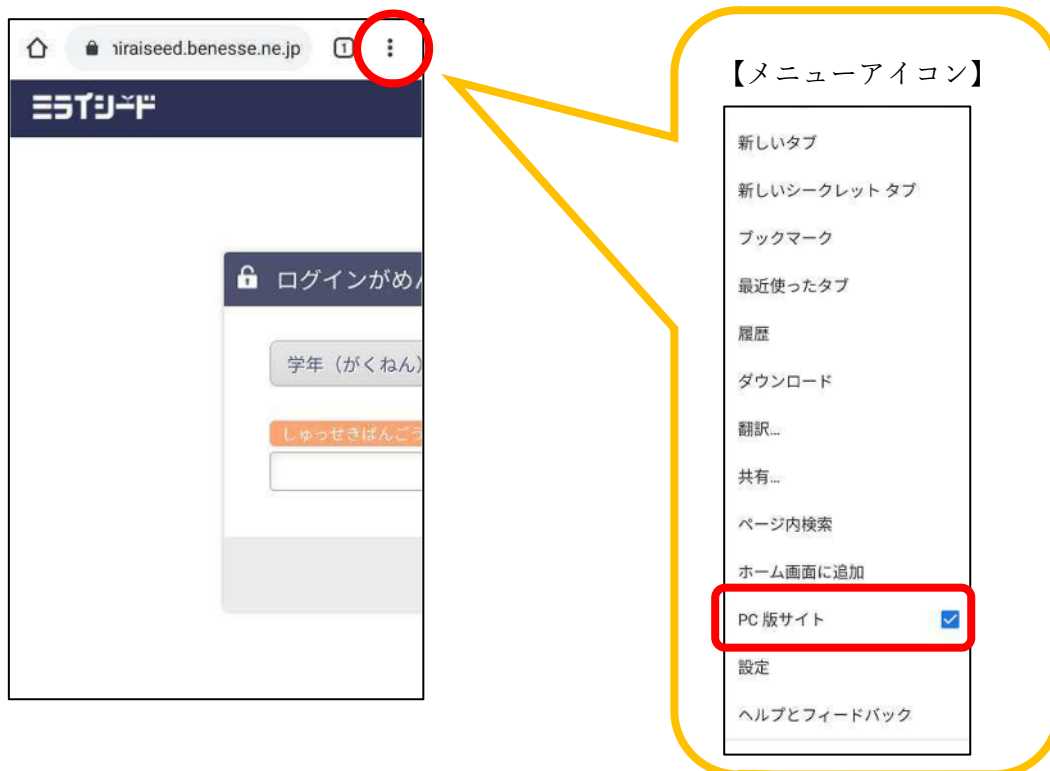 iraiseed.benesse.ne.jp
1
ミライシード
ログインがめ
学年（がくねん）
しゅっせきばんごう
【メニューアイコン】
新しいタブ
新しいシークレット タブ
ブックマーク
最近使ったタブ
履歴
ダウンロード
翻訳...
共有...
ページ内検索
ホーム画面に追加
PC 版サイト
設定
ヘルプとフィードバック